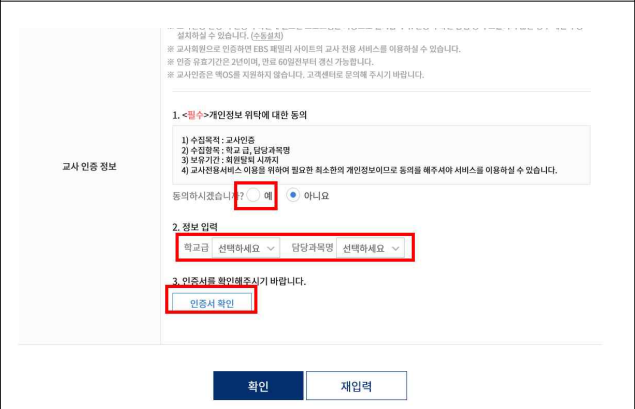 설치하실 수 있습니다. (수동설치)
※ 교사회원으로 인증하면 EBS 패밀리 사이트의 교사 전용 서비스를 이용하실 수 있습니다.
※ 인증 유효기간은 2년이며, 만료 60일전부터 갱신 가능합니다.
※ 교사인증은 맥OS를 지원하지 않습니다. 고객센터로 문의해 주시기 바랍니다.
1. <필수>개인정보 위탁에 대한 동의
1) 수집목적 : 교사인증
2) 수집항목 : 학교 급, 담당과목명
3) 보유기간 : 회원탈퇴 시까지
4) 교사전용서비스 이용을 위하여 필요한 최소한의 개인정보이므로 동의를 해주셔야 서비스를 이용하실 수 있습니다.
교사 인증 정보
동의하시겠습니까? 예 아니요
2. 정보 입력
학교급 선택하세요 담당과목명 선택하세요
3. 인증서를 확인해주시기 바랍니다.
인증서 확인
확인 재입력